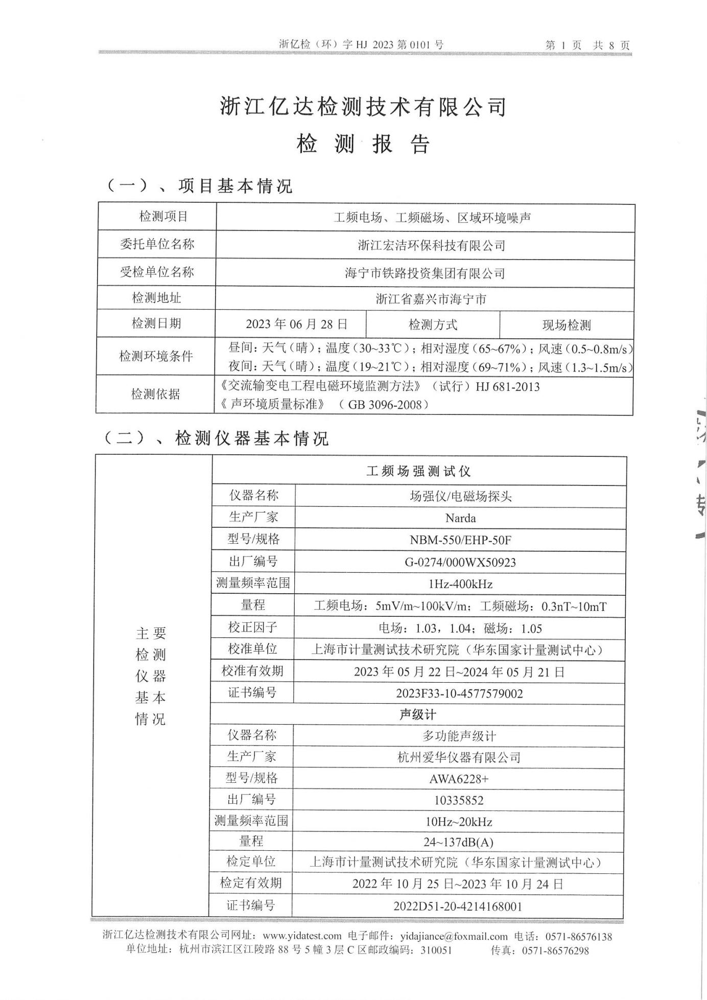 浙亿检（环）字 HJ 2023 第 0101 号 第 1 页 共 8 页
浙江亿达检测技术有限公司
检 测 报 告
（一）、项目基本情况
检测项目 工频电场、工频磁场、区域环境噪声
委托单位名称 浙江宏洁环保科技有限公司
受检单位名称 海宁市铁路投资集团有限公司
检测地址 浙江省嘉兴市海宁市
检测日期 2023 年 06 月 28 日 检测方式 现场检测
检测环境条件 昼间：天气（晴）；温度（30~33℃）；相对湿度（65~67%）；风速（0.5~0.8m/s）
夜间：天气（晴）；温度（19~21℃）；相对湿度（69~71%）；风速（1.3~1.5m/s）
检测依据 《交流输变电工程电磁环境监测方法》（试行）HJ 681-2013
《声环境质量标准》（GB 3096-2008）
（二）、检测仪器基本情况
主要
检测
仪器
基本
情况
工频场强测试仪
仪器名称 场强仪/电磁场探头
生产厂家 Narda
型号/规格 NBM-550/EHP-50F
出厂编号 G-0274/000WX50923
测量频率范围 1Hz-400kHz
量程 工频电场：5mV/m~100kV/m；工频磁场：0.3nT~10mT
校正因子 电场：1.03，1.04；磁场：1.05
校准单位 上海市计量测试技术研究院（华东国家计量测试中心）
校准有效期 2023 年 05 月 22 日~2024 年 05 月 21 日
证书编号 2023F33-10-4577579002
声级计
仪器名称 多功能声级计
生产厂家 杭州爱华仪器有限公司
型号/规格 AWA6228+
出厂编号 10335852
测量频率范围 10Hz~20kHz
量程 24~137dB(A)
检定单位 上海市计量测试技术研究院（华东国家计量测试中心）
检定有效期 2022 年 10 月 25 日~2023 年 10 月 24 日
证书编号 2022D51-20-4214168001
浙江亿达检测技术有限公司网址：www.yidatest.com 电子邮件：yidajiance@foxmail.com 电话：0571-86576138
单位地址：杭州市滨江区江陵路 88 号 5 幢 3 层 C 区邮政编码：310051 传真：0571-86576298